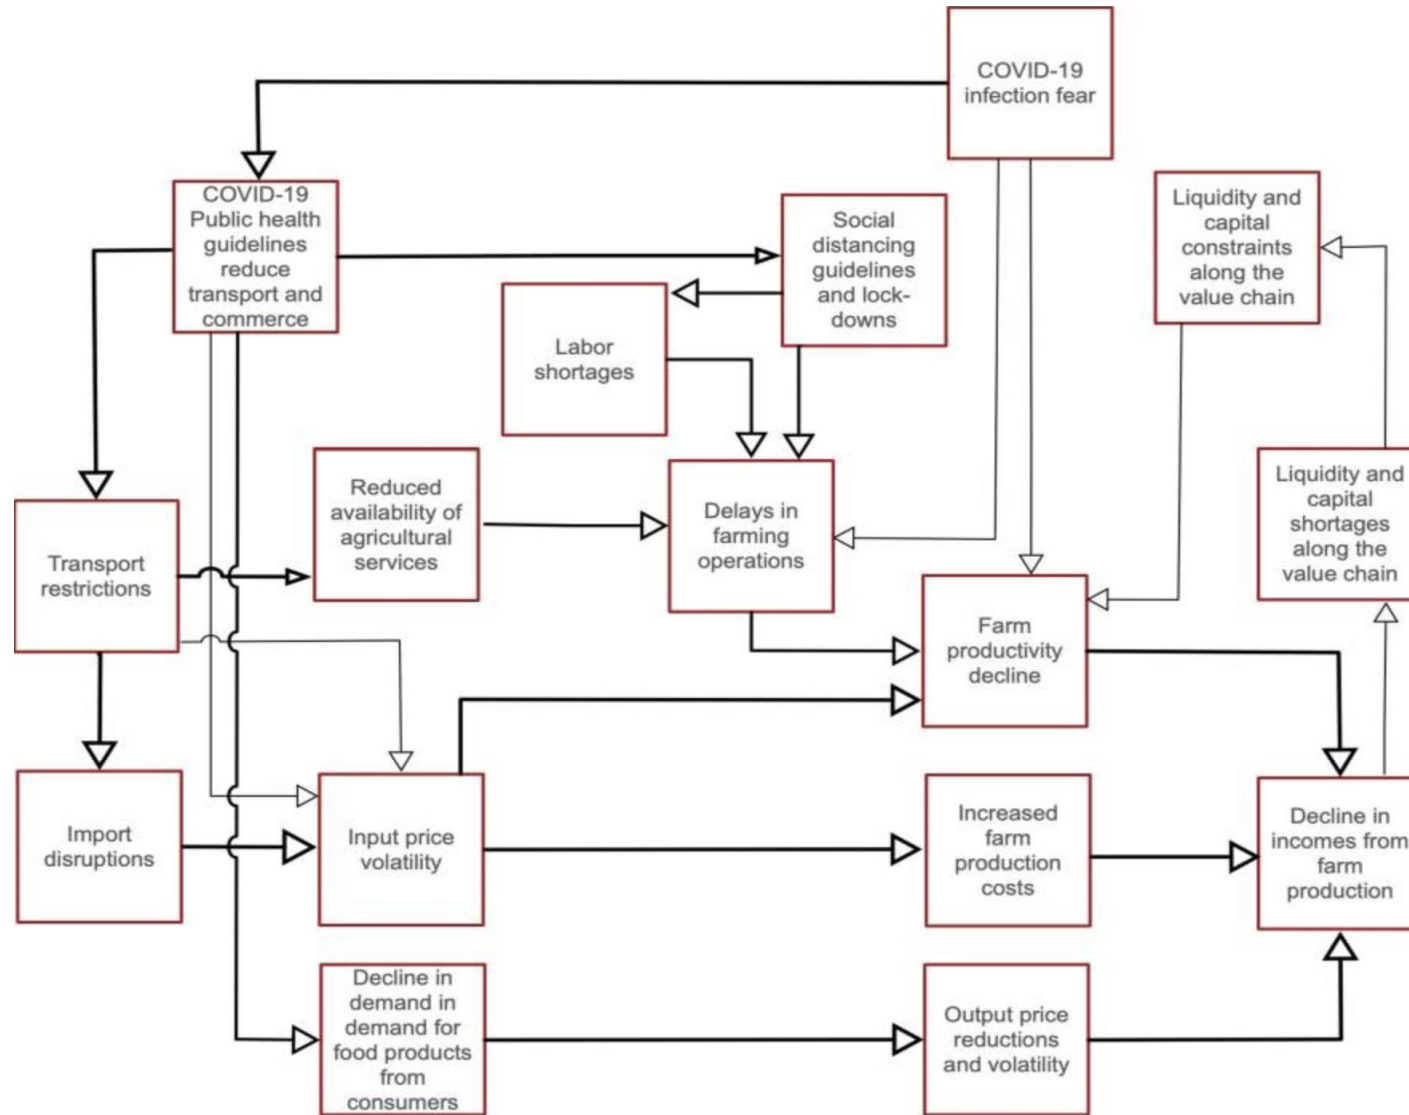 COVID-19
infection fear
COVID-19
Public health
guidelines
reduce
transport and
commerce
Social
distancing
guidelines
and lock-
downs
Liquidity and
capital
constraints
along the
value chain
Labor
shortages
Reduced
availability of
agricultural
services
Delays in
farming
operations
Liquidity and
capital
shortages
along the
value chain
Transport
restrictions
Farm
productivity
decline
Import
disruptions
Input price
volatility
Increased
farm
production
costs
Decline in
incomes from
farm
production
Decline in
demand in
demand for
food products
from
consumers
Output price
reductions
and volatility